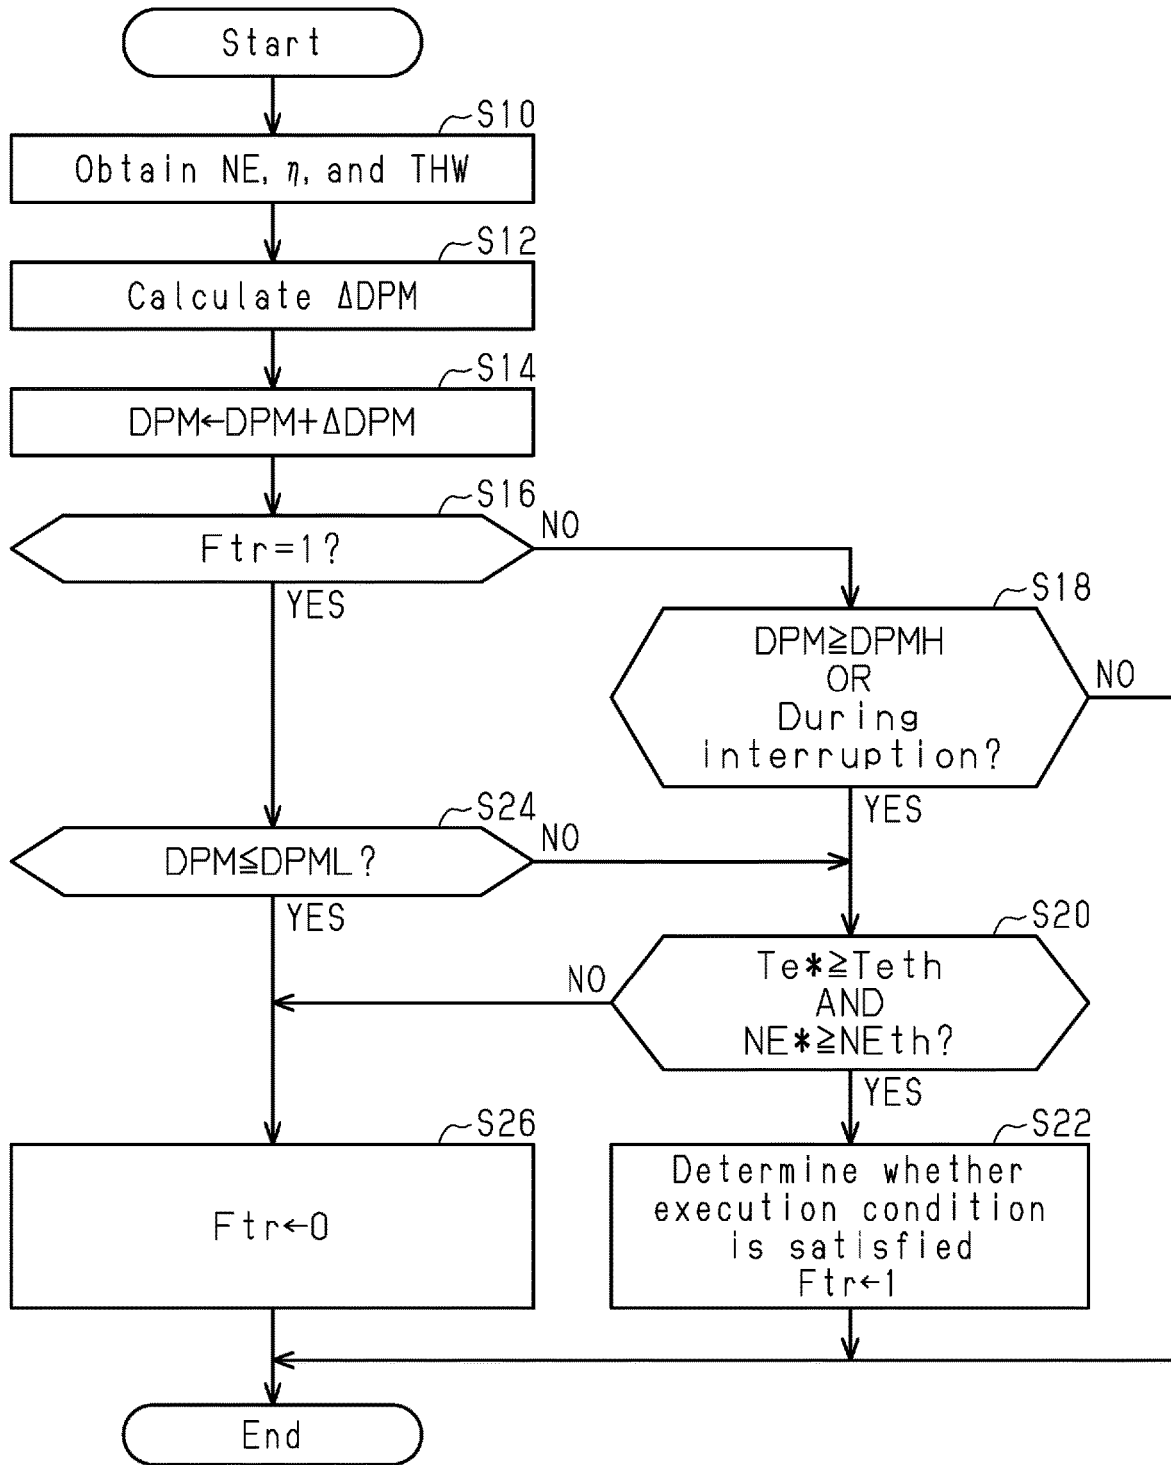 Start
S10
Obtain NE, η, and THW
S12
Calculate ΔDPM
S14
DPM←DPM+ΔDPM
S16
Ftr=1?
NO
YES
S18
DPM≧DPMH
OR
During
interruption?
NO
YES
S24
DPM≦DPML?
NO
YES
S20
Te*≧Teth
AND
NE*≧NEth?
NO
YES
S26
Ftr←0
S22
Determine whether
execution condition
is satisfied
Ftr←1
End